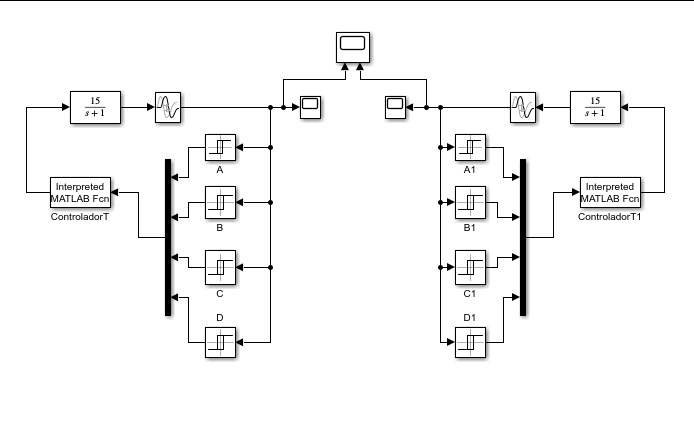 15
s + 1
15
s + 1
A
A1
Interpreted
MATLAB Fcn
ControladorT
Interpreted
MATLAB Fcn
ControladorT1
B
B1
C
C1
D
D1